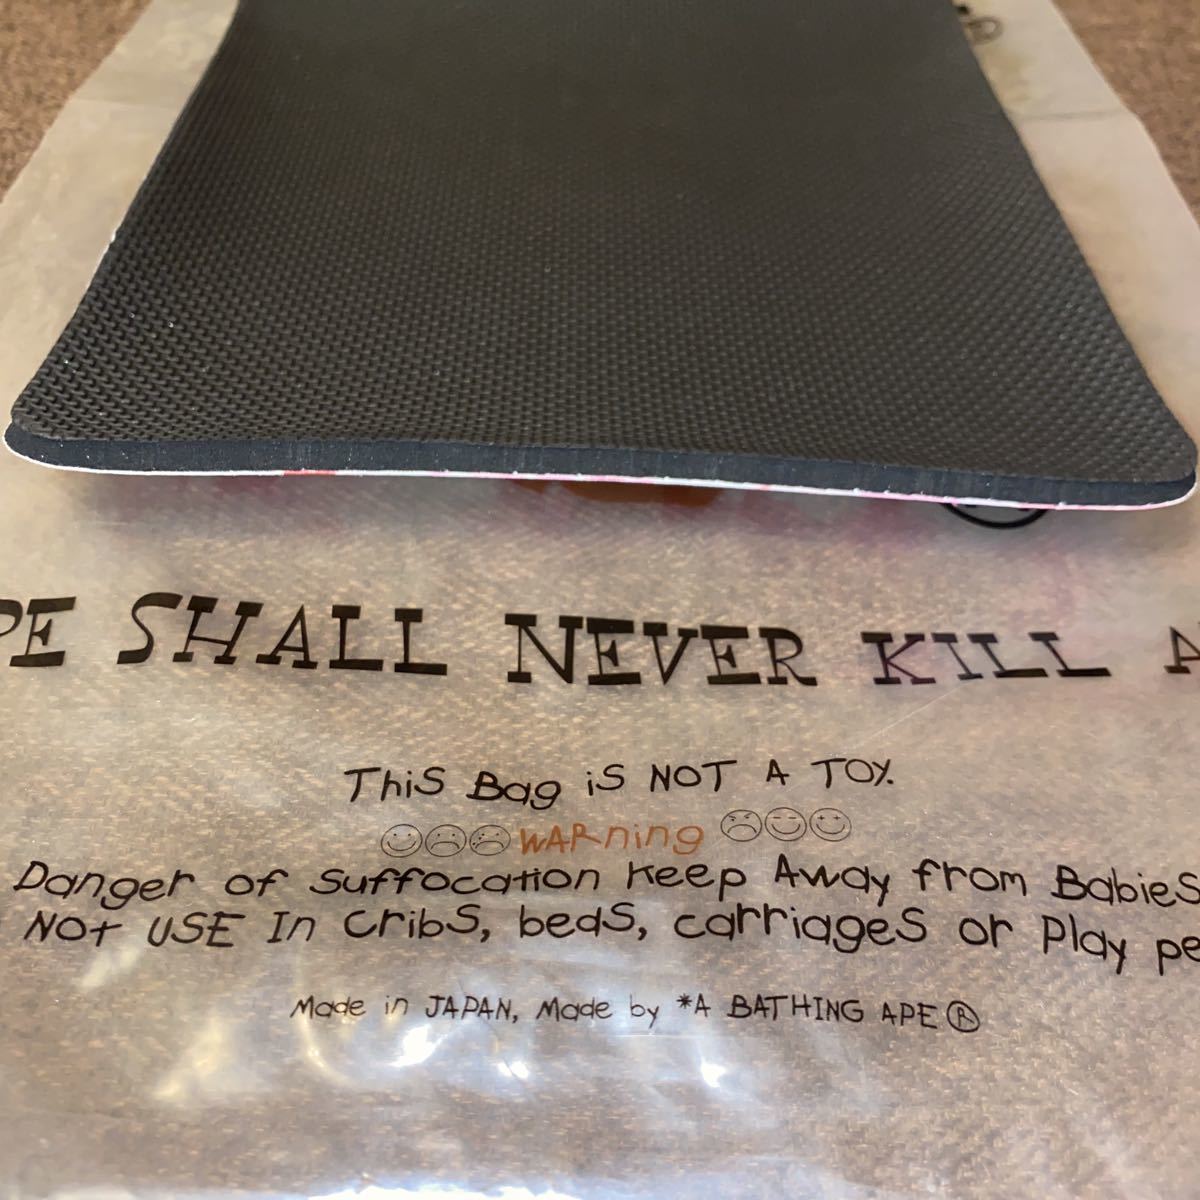 PE SHALL NEVER KILL A
This Bag is NOT A TOY.
WARNing
Danger of Suffocation Keep Away from Babies
Not USE In Cribs, beds, carriages or Play pe
Made in JAPAN, Made by *A BATHING APE®